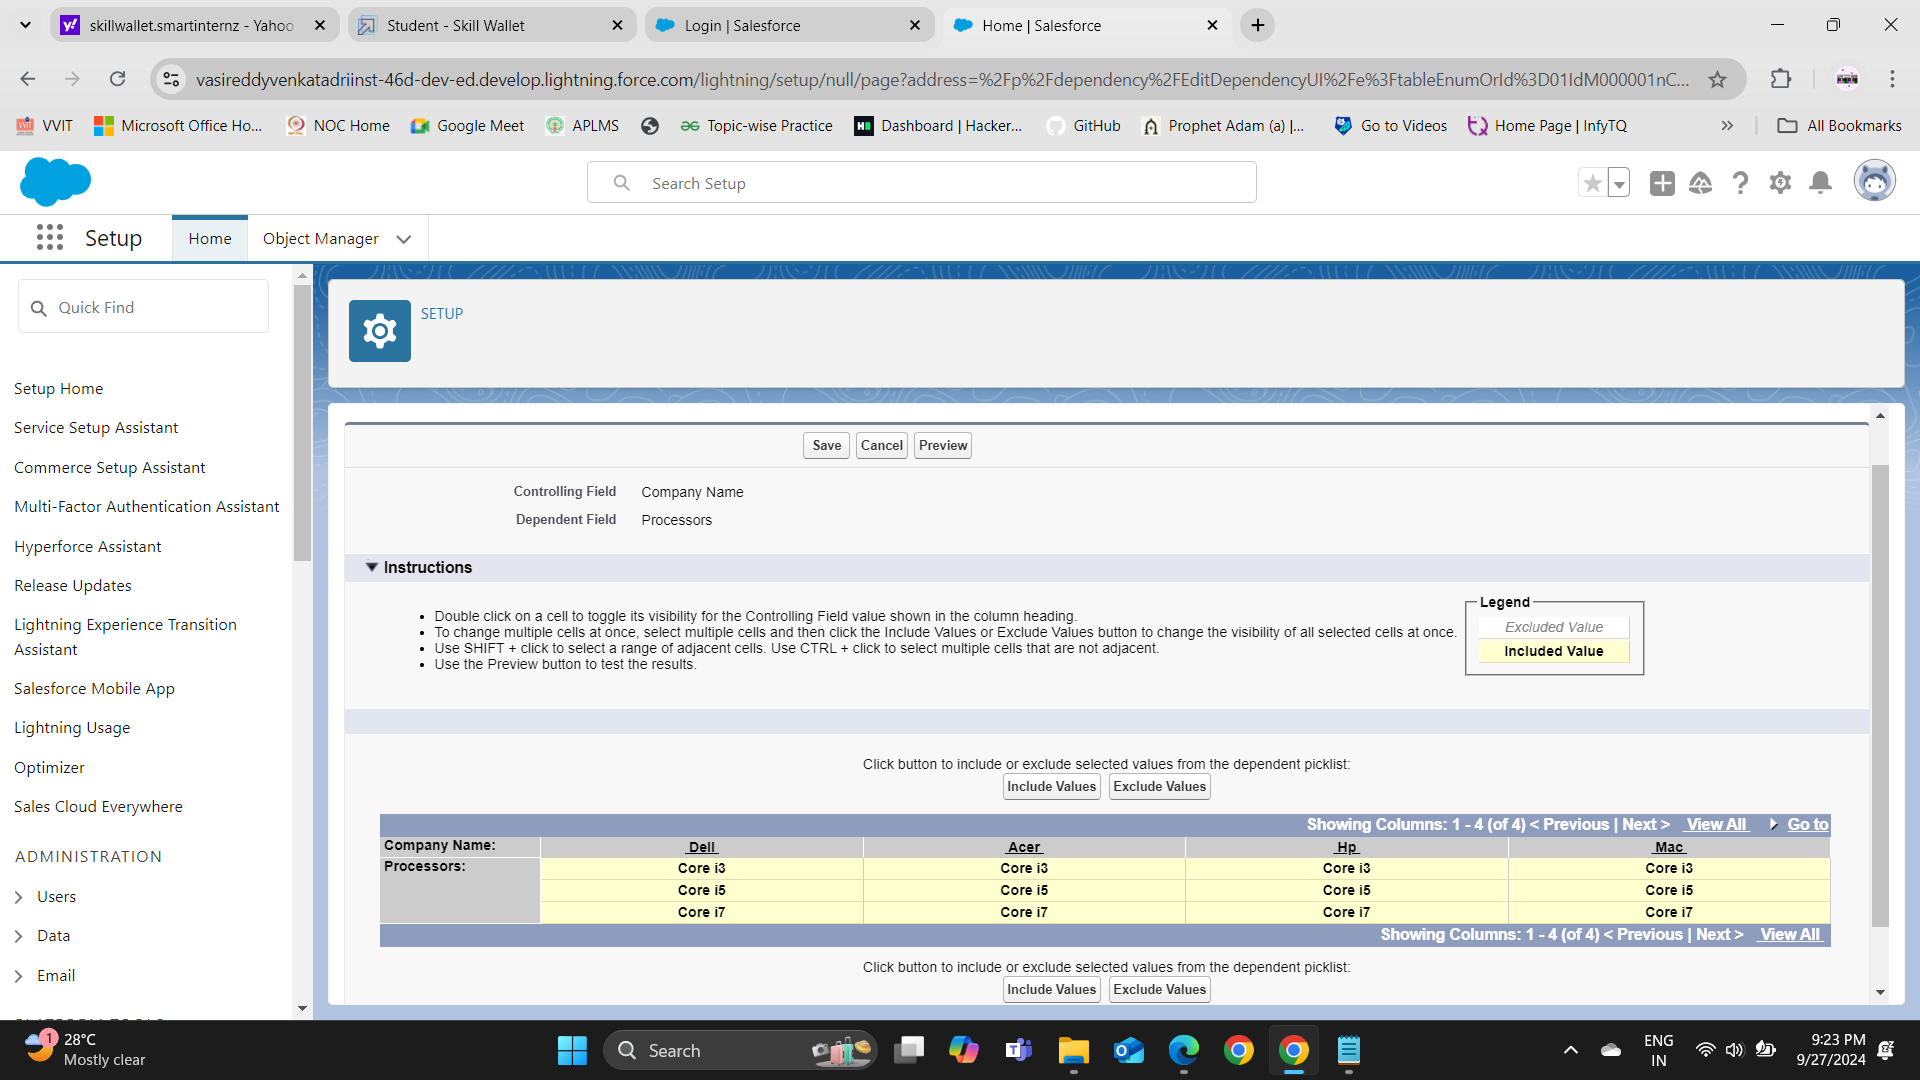 skillwallet.smartinternz - Yahoo
Student - Skill Wallet
Login | Salesforce
Home | Salesforce
vasireddyvenkatadriinst-46d-dev-ed.develop.lightning.force.com/lightning/setup/null/page?address=%2Fp%2Fdependency%2FEditDependencyUI%2Fe%3FtableEnumOrId%3D01IdM000001nC...
VVIT
Microsoft Office Ho...
NOC Home
Google Meet
APLMS
Topic-wise Practice
Dashboard | Hacker...
GitHub
Prophet Adam (a) |...
Go to Videos
Home Page | InfyTQ
All Bookmarks
Search Setup
Setup
Home
Object Manager
Quick Find
Setup Home
Service Setup Assistant
Commerce Setup Assistant
Multi-Factor Authentication Assistant
Hyperforce Assistant
Release Updates
Lightning Experience Transition
Assistant
Salesforce Mobile App
Lightning Usage
Optimizer
Sales Cloud Everywhere
ADMINISTRATION
Users
Data
Email
SETUP
Save Cancel Preview
Controlling Field Company Name
Dependent Field Processors
Instructions
• Double click on a cell to toggle its visibility for the Controlling Field value shown in the column heading.
• To change multiple cells at once, select multiple cells and then click the Include Values or Exclude Values button to change the visibility of all selected cells at once.
• Use SHIFT + click to select a range of adjacent cells. Use CTRL + click to select multiple cells that are not adjacent.
• Use the Preview button to test the results.
Legend
Excluded Value
Included Value
Click button to include or exclude selected values from the dependent picklist:
Include Values Exclude Values
Showing Columns: 1 - 4 (of 4) < Previous | Next > View All Go to
Company Name: Dell Acer Hp Mac
Processors: Core i3 Core i3 Core i3 Core i3
Core i5 Core i5 Core i5 Core i5
Core i7 Core i7 Core i7 Core i7
Showing Columns: 1 - 4 (of 4) < Previous | Next > View All
Click button to include or exclude selected values from the dependent picklist:
Include Values Exclude Values
1
28°C
Mostly clear
Search
ENG
IN
9:23 PM
9/27/2024